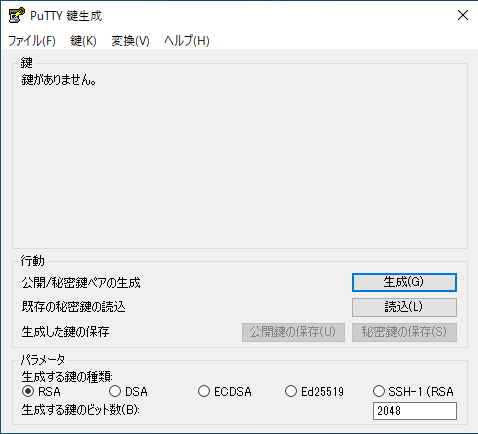 PuTTY 鍵生成
ファイル(F) 鍵(K) 変換(V) ヘルプ(H)
鍵
鍵がありません。
行動
公開/秘密鍵ペアの生成 生成(G)
既存の秘密鍵の読込 読込(L)
生成した鍵の保存 公開鍵の保存(U) 秘密鍵の保存(S)
パラメータ
生成する鍵の種類:
RSA DSA ECDSA Ed25519 SSH-1 (RSA
生成する鍵のビット数(B): 2048